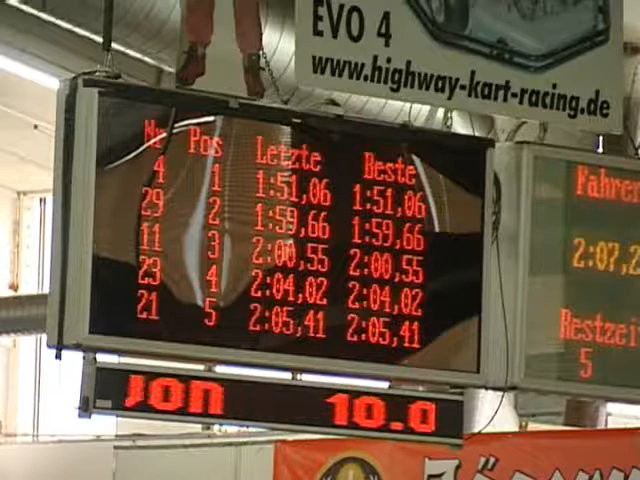 EVO 4
www.highway-kart-racing.de
Nr Pos Letzte Beste
4 1 1:51,06 1:51,06
29 2 1:59,66 1:59,66
11 3 2:00,55 2:00,55
23 4 2:04,02 2:04,02
21 5 2:05,41 2:05,41
Fahrer
2:07,2
Restzeit
5
10.0